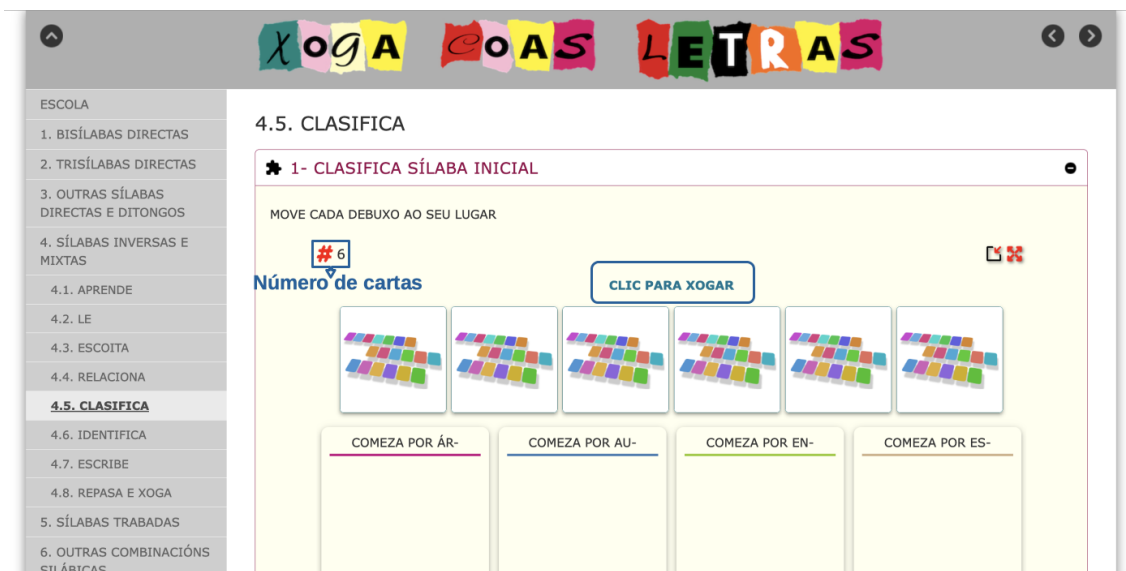 XOGA COAS LETRAS
ESCOLA
1. BISÍLABAS DIRECTAS
2. TRISÍLABAS DIRECTAS
3. OUTRAS SÍLABAS
DIRECTAS E DITONGOS
4. SÍLABAS INVERSAS E
MIXTAS
4.1. APRENDE
4.2. LE
4.3. ESCOITA
4.4. RELACIONA
4.5. CLASIFICA
4.6. IDENTIFICA
4.7. ESCRIBE
4.8. REPASA E XOGA
5. SÍLABAS TRABADAS
6. OUTRAS COMBINACIÓNS
SILÁBICAS
4.5. CLASIFICA
1- CLASIFICA SÍLABA INICIAL
MOVE CADA DEBUXO AO SEU LUGAR
# 6
Número de cartas
CLIC PARA XOGAR
COMEZA POR ÁR-
COMEZA POR AU-
COMEZA POR EN-
COMEZA POR ES-